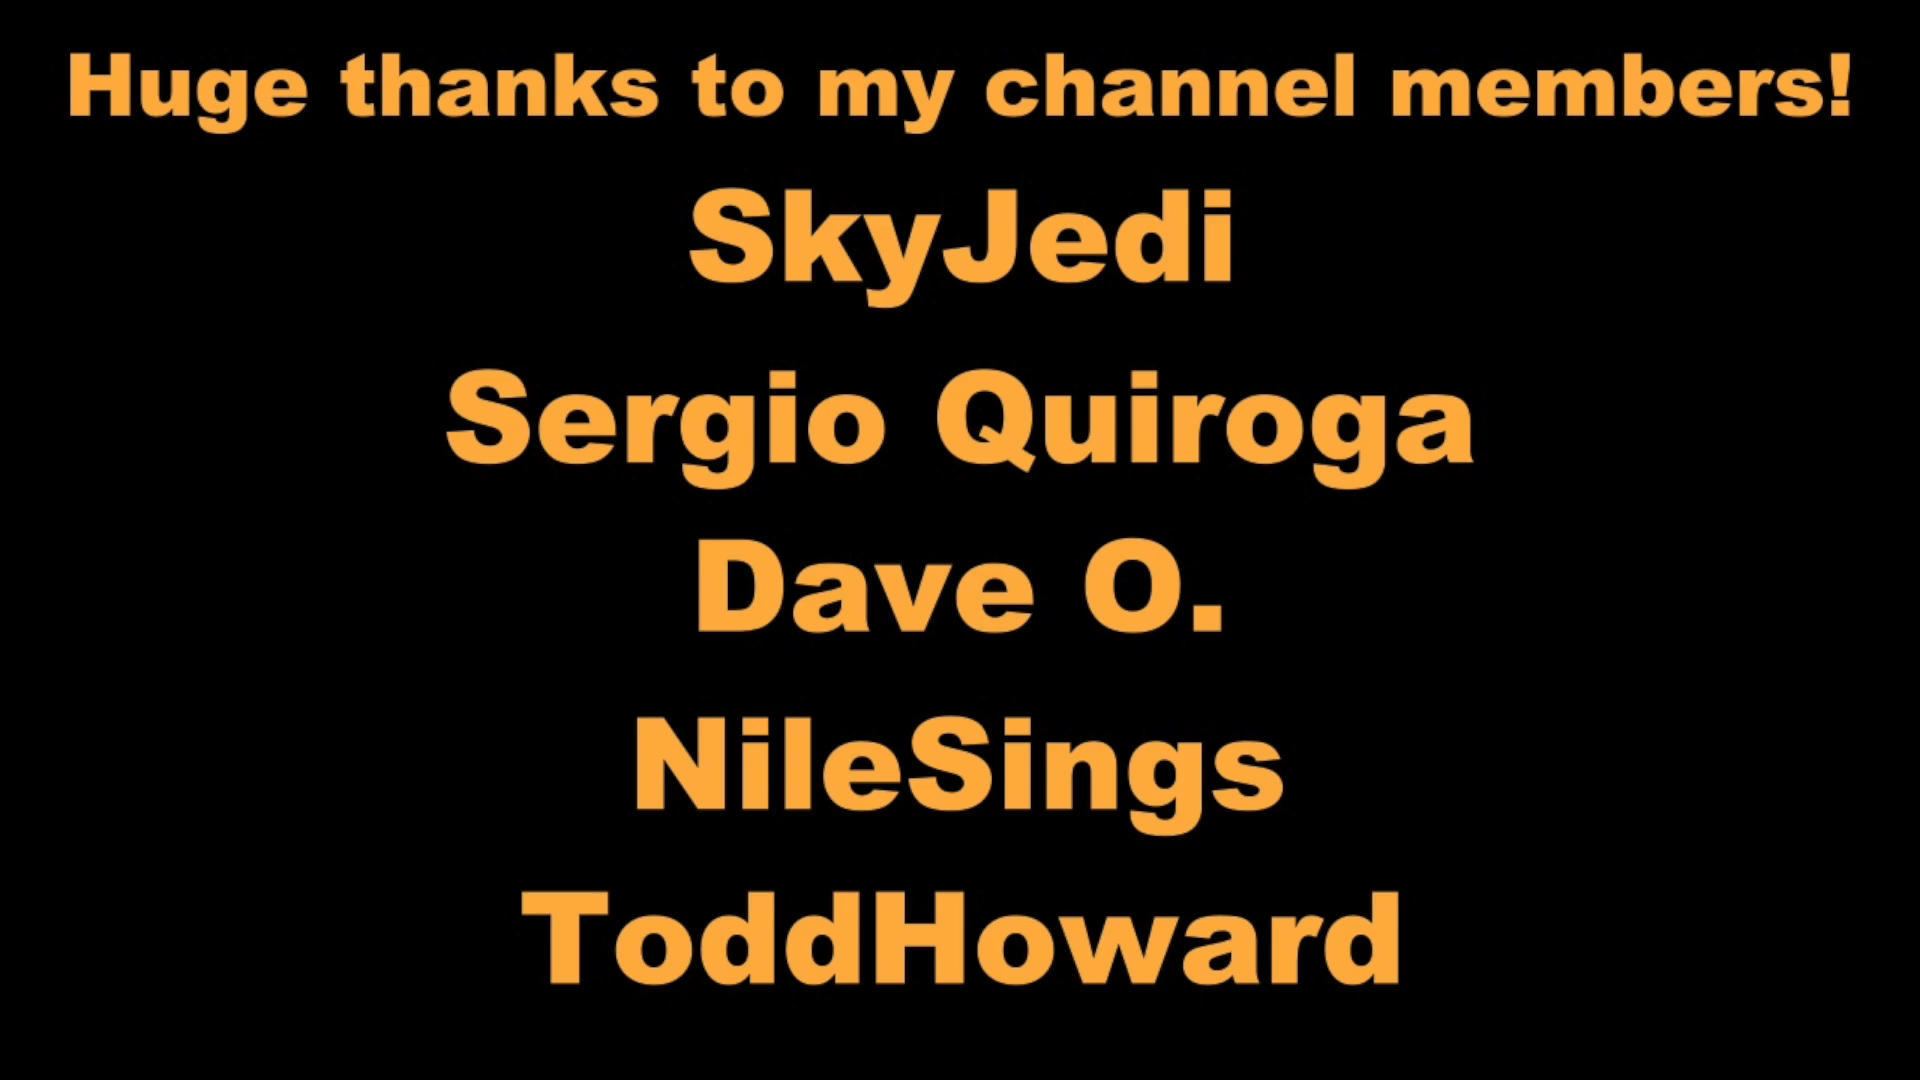 Huge thanks to my channel members!
SkyJedi
Sergio Quiroga
Dave O.
NileSings
ToddHoward